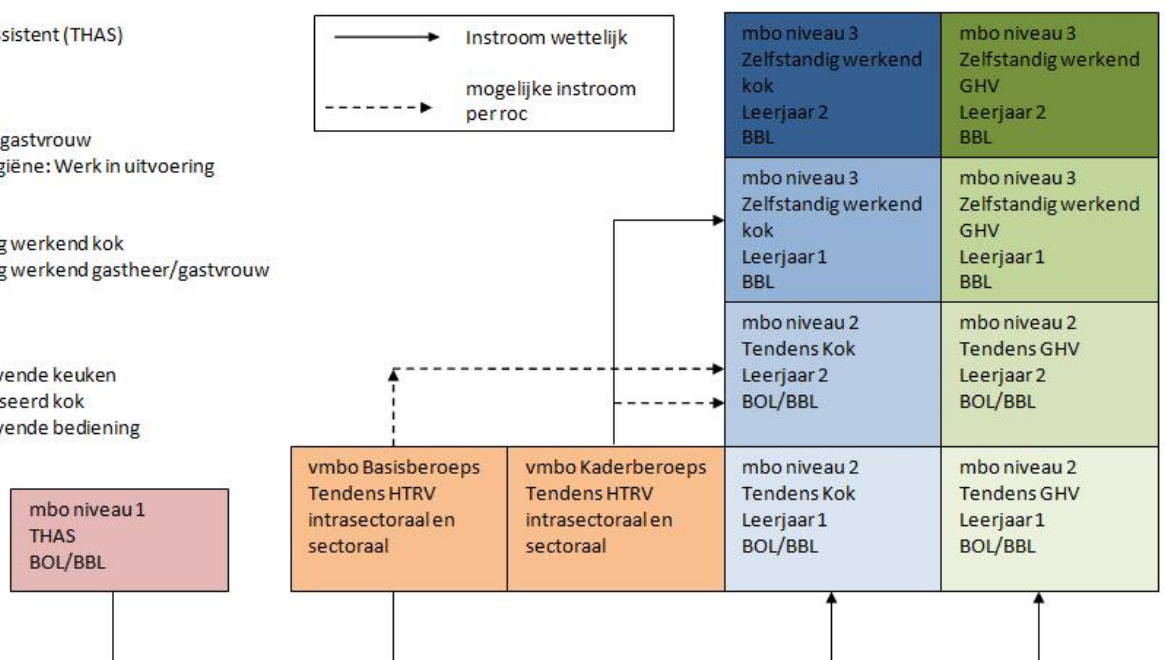 ssistent (THAS)
gastvrouw
giëne: Werk in uitvoering
g werkend kok
g werkend gastheer/gastvrouw
vende keuken
seerd kok
vende bediening
Instroom wettelijk
mogelijke instroom
per roc
mbo niveau 3
Zelfstandig werkend
kok
Leerjaar 2
BBL
mbo niveau 3
Zelfstandig werkend
GHV
Leerjaar 2
BBL
mbo niveau 3
Zelfstandig werkend
kok
Leerjaar 1
BBL
mbo niveau 3
Zelfstandig werkend
GHV
Leerjaar 1
BBL
mbo niveau 2
Tendens Kok
Leerjaar 2
BOL/BBL
mbo niveau 2
Tendens GHV
Leerjaar 2
BOL/BBL
mbo niveau 1
THAS
BOL/BBL
vmbo Basisberoeps
Tendens HTRV
intrasectoraal en
sectoraal
vmbo Kaderberoeps
Tendens HTRV
intrasectoraal en
sectoraal
mbo niveau 2
Tendens Kok
Leerjaar 1
BOL/BBL
mbo niveau 2
Tendens GHV
Leerjaar 1
BOL/BBL